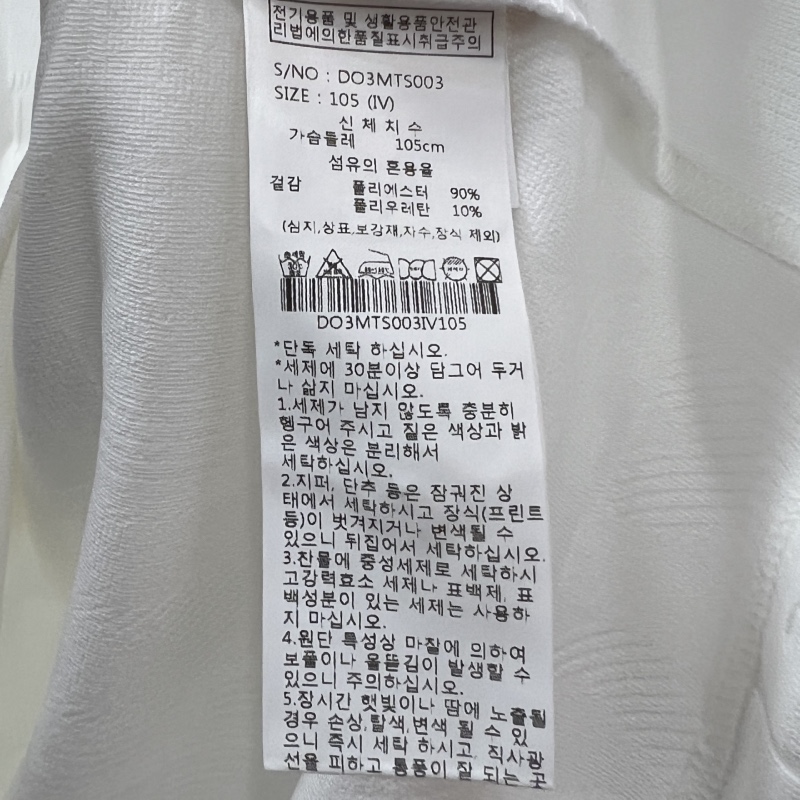 전기용품 및 생활용품안전관
리법에의한품질표시취급주의
S/NO : DO3MTS003
SIZE : 105 (IV)
신 체 치 수
가슴둘레 105cm
섬유의 혼용율
겉감 폴리에스터 90%
폴리우레탄 10%
(심지,상표,보강재,자수,장식 제외)
DO3MTS003IV105
*단독 세탁 하십시오.
*세제에 30분이상 담그어 두거
나 삶지 마십시오.
1.세제가 남지 않도록 충분히
헹구어 주시고 짙은 색상과 밝
은 색상은 분리해서
세탁하십시오.
2.지퍼, 단추 등은 잠궈진 상
태에서 세탁하시고 장식(프린트
등)이 벗겨지거나 변색될 수
있으니 뒤집어서 세탁하십시오.
3.찬물에 중성세제로 세탁하시
고강력효소 세제나 표백제, 표
백성분이 있는 세제는 사용하
지 마십시오.
4.원단 특성상 마찰에 의하여
보풀이나 올뜯김이 발생할 수
있으니 주의하십시오.
5.장시간 햇빛이나 땀에 노출될
경우 손상,탈색,변색 될 수 있
으니 즉시 세탁 하시고, 직사광
선을 피하고 통풍이 잘 되는 곳